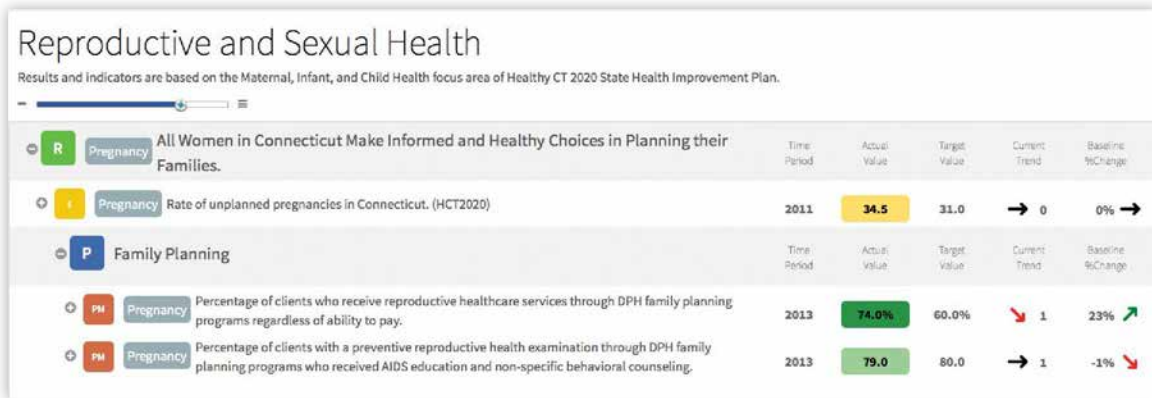 Reproductive and Sexual Health
Results and indicators are based on the Maternal, Infant, and Child Health focus area of Healthy CT 2020 State Health Improvement Plan.
R Pregnancy All Women in Connecticut Make Informed and Healthy Choices in Planning their Families. Time Period Actual Value Target Value Current Trend Baseline %Change
I Pregnancy Rate of unplanned pregnancies in Connecticut. (HCT2020) 2011 34.5 31.0 → 0 0% →
P Family Planning Time Period Actual Value Target Value Current Trend Baseline %Change
PM Pregnancy Percentage of clients who receive reproductive healthcare services through DPH family planning programs regardless of ability to pay. 2013 74.0% 60.0% ↘ 1 23% ↗
PM Pregnancy Percentage of clients with a preventive reproductive health examination through DPH family planning programs who received AIDS education and non-specific behavioral counseling. 2013 79.0 80.0 → 1 -1% ↘